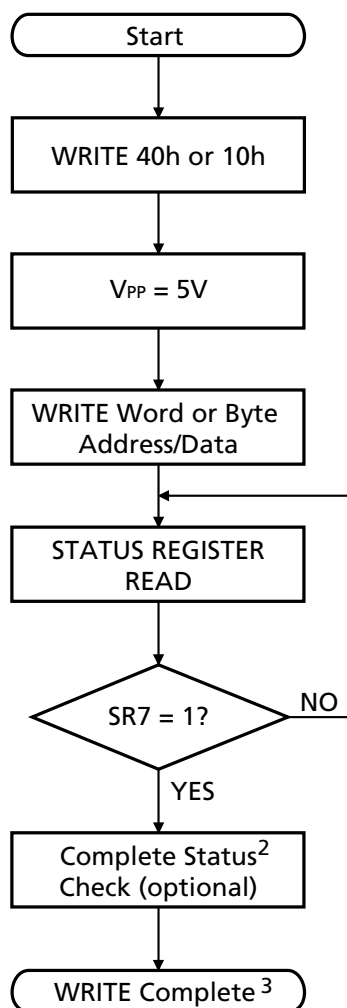 Start
WRITE 40h or 10h
VPP = 5V
WRITE Word or Byte
Address/Data
STATUS REGISTER
READ
SR7 = 1?
NO
YES
Complete Status2
Check (optional)
WRITE Complete 3